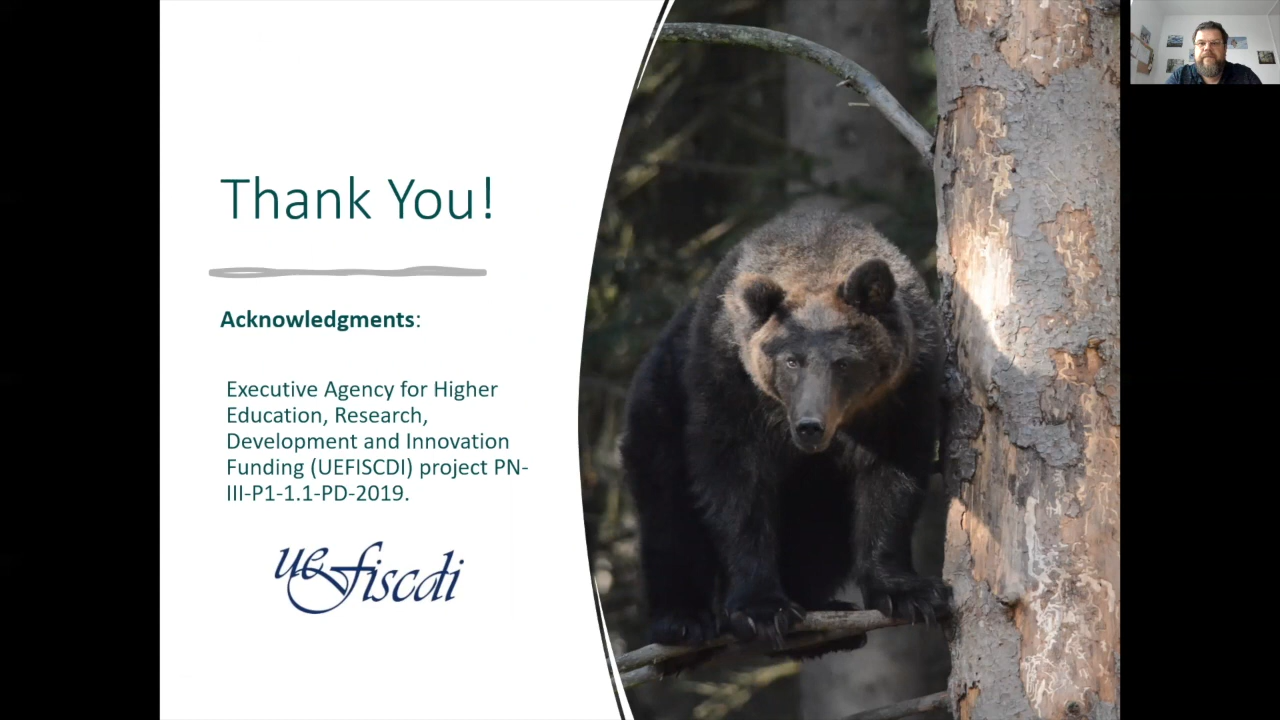 Thank You!
Acknowledgments:
Executive Agency for Higher
Education, Research,
Development and Innovation
Funding (UEFISCDI) project PN-
III-P1-1.1-PD-2019.
uefiscdi